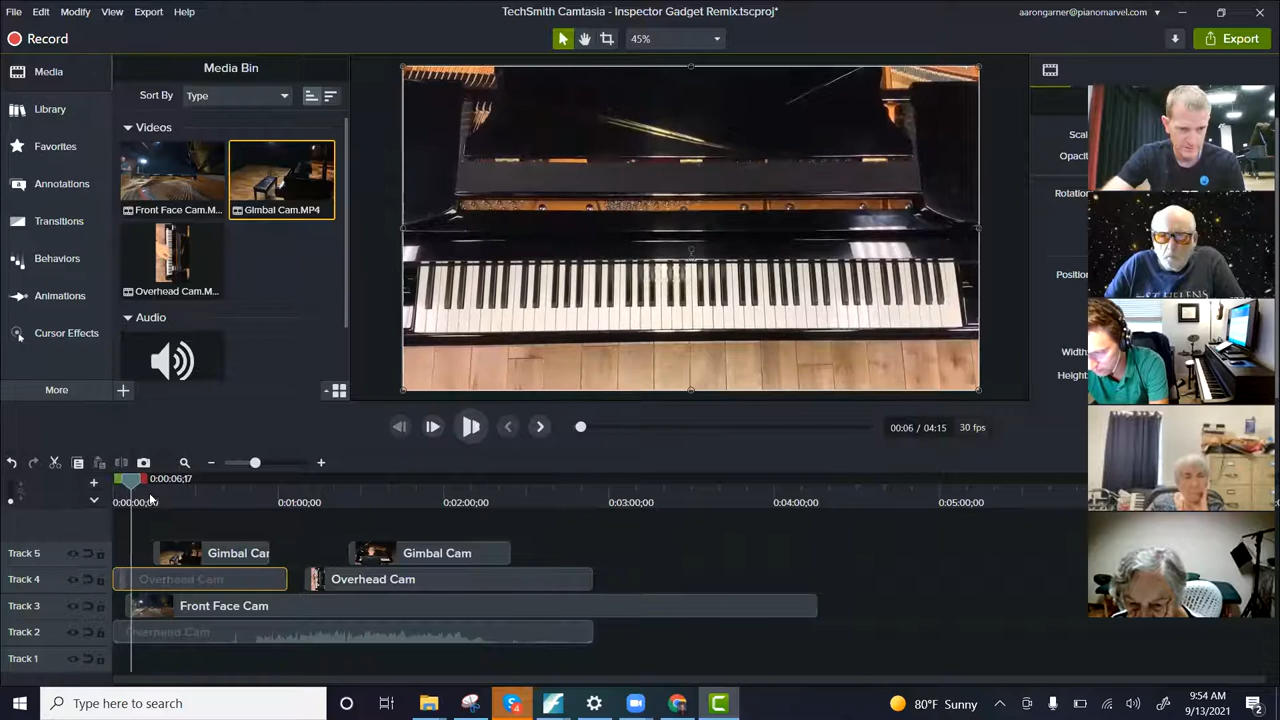 File Edit Modify View Export Help
TechSmith Camtasia - Inspector Gadget Remix.tscproj*
aarongarner@pianomarvel.com
Record
45%
Export
Media
Library
Favorites
Annotations
Transitions
Behaviors
Animations
Cursor Effects
More
Media Bin
Sort By Type
Videos
Front Face Cam.M...
Gimbal Cam.MP4
Overhead Cam.M...
Audio
Scal
Opaci
Rotation
Positio
Width
Height
00:06 / 04:15 30 fps
0:00:06;17
0:00:00;00 0:01:00;00 0:02:00;00 0:03:00;00 0:04:00;00 0:05:00;00
Track 5 Gimbal Car Gimbal Cam
Track 4 Overhead Cam Overhead Cam
Track 3 Front Face Cam
Track 2 Overhead Cam
Track 1
Type here to search
80°F Sunny
9:54 AM
9/13/2021
2